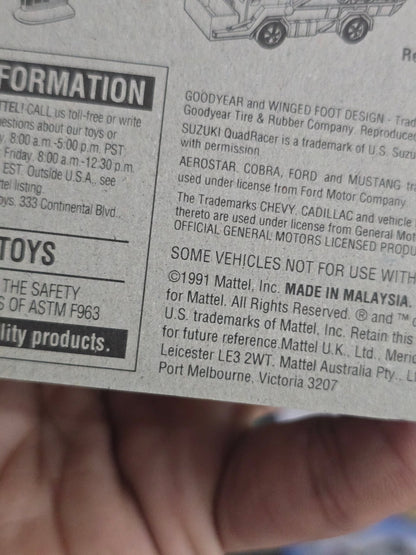 Re
FORMATION
TTEL! CALL us toll-free or write
estions about our toys or
y, 8:00 a.m.-5:00 p.m. PST:
Friday, 8:00 a.m.-12:30 p.m.
EST. Outside U.S.A., see
tel listing.
oys, 333 Continental Blvd.,
TOYS
THE SAFETY
S OF ASTM F963
lity products.
GOODYEAR and WINGED FOOT DESIGN - Trad
Goodyear Tire & Rubber Company. Reproduced
SUZUKI QuadRacer is a trademark of U.S. Suzu
with permission.
AEROSTAR, COBRA, FORD and MUSTANG tr
used under license from Ford Motor Company.
The Trademarks CHEVY, CADILLAC and vehicle
thereto are used under license from General Mot
OFFICIAL GENERAL MOTORS LICENSED PRODU
SOME VEHICLES NOT FOR USE WITH
©1991 Mattel, Inc. MADE IN MALAYSIA.
for Mattel. All Rights Reserved. ® and ™ d
U.S. trademarks of Mattel, Inc. Retain this
for future reference. Mattel U.K., Ltd., Meri
Leicester LE3 2WT. Mattel Australia Pty., Lt
Port Melbourne, Victoria 3207